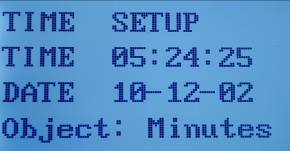 TIME SETUP
TIME 05:24:25
DATE 10-12-02
Object: Minutes